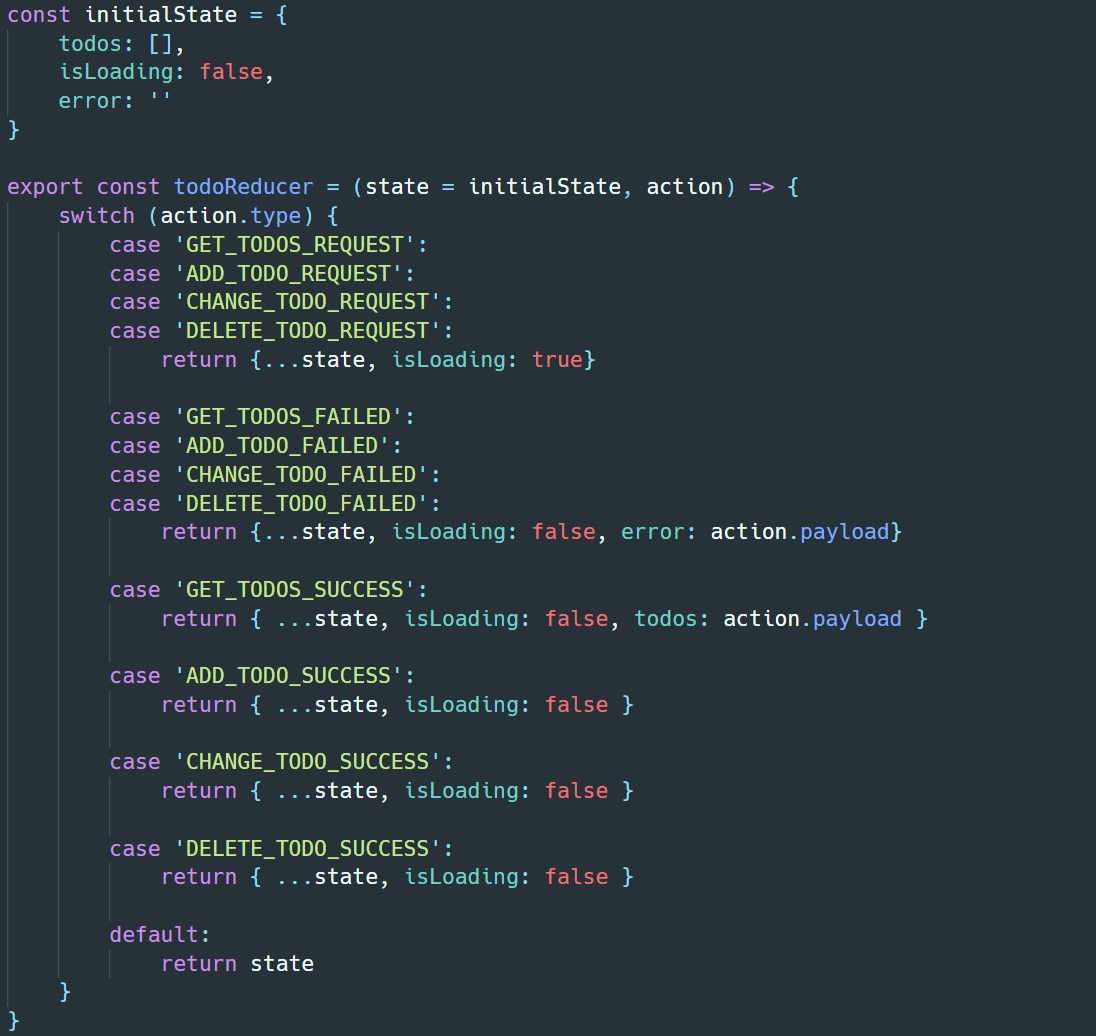 const initialState = {
    todos: [],
    isLoading: false,
    error: ''
}

export const todoReducer = (state = initialState, action) => {
    switch (action.type) {
        case 'GET_TODOS_REQUEST':
        case 'ADD_TODO_REQUEST':
        case 'CHANGE_TODO_REQUEST':
        case 'DELETE_TODO_REQUEST':
            return {...state, isLoading: true}

        case 'GET_TODOS_FAILED':
        case 'ADD_TODO_FAILED':
        case 'CHANGE_TODO_FAILED':
        case 'DELETE_TODO_FAILED':
            return {...state, isLoading: false, error: action.payload}

        case 'GET_TODOS_SUCCESS':
            return { ...state, isLoading: false, todos: action.payload }

        case 'ADD_TODO_SUCCESS':
            return { ...state, isLoading: false }

        case 'CHANGE_TODO_SUCCESS':
            return { ...state, isLoading: false }

        case 'DELETE_TODO_SUCCESS':
            return { ...state, isLoading: false }

        default:
            return state
    }
}